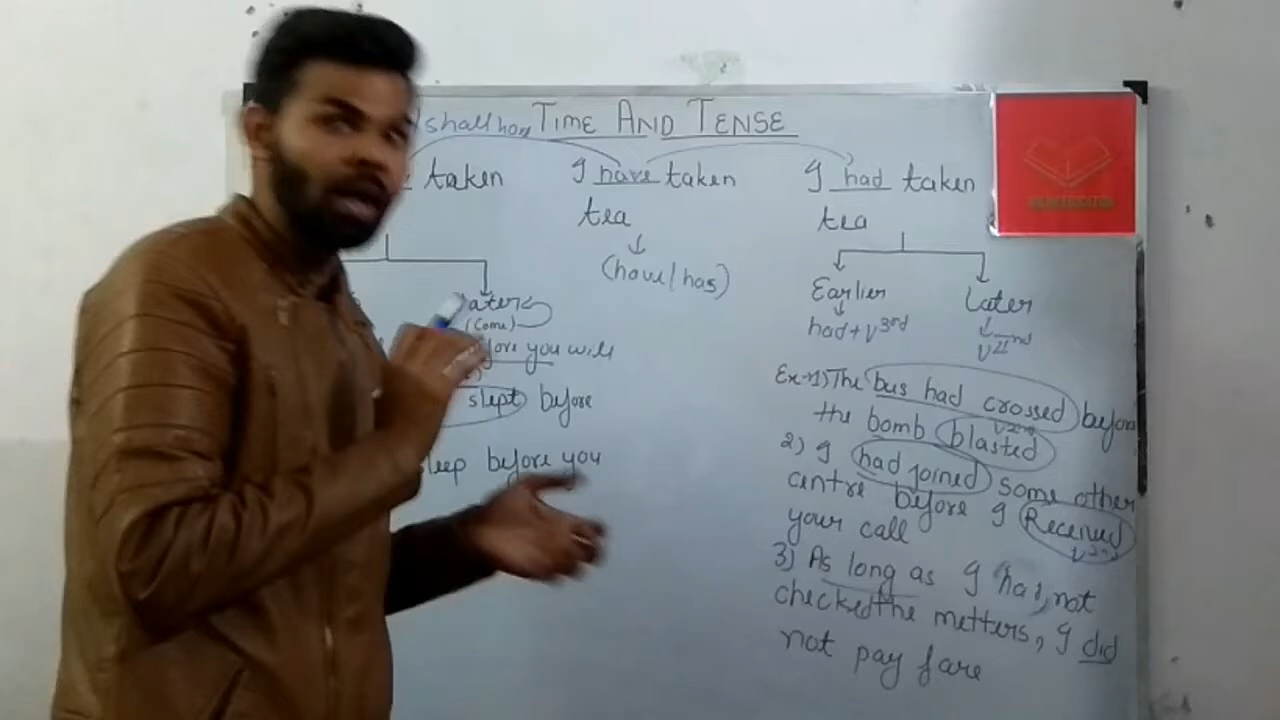 shall have TIME AND TENSE
taken
I have taken
tea
(have/has)
ater
(Come)
before you will
slept before
leep before you
I had taken
tea
Earlier
had+V3rd
Later
V2nd
Ex-1) The bus had crossed before
the bomb blasted
V2nd
2) I had joined some other
centre before I Received
V2nd
your call
3) As long as I had not
checked the metters, I did
not pay fare